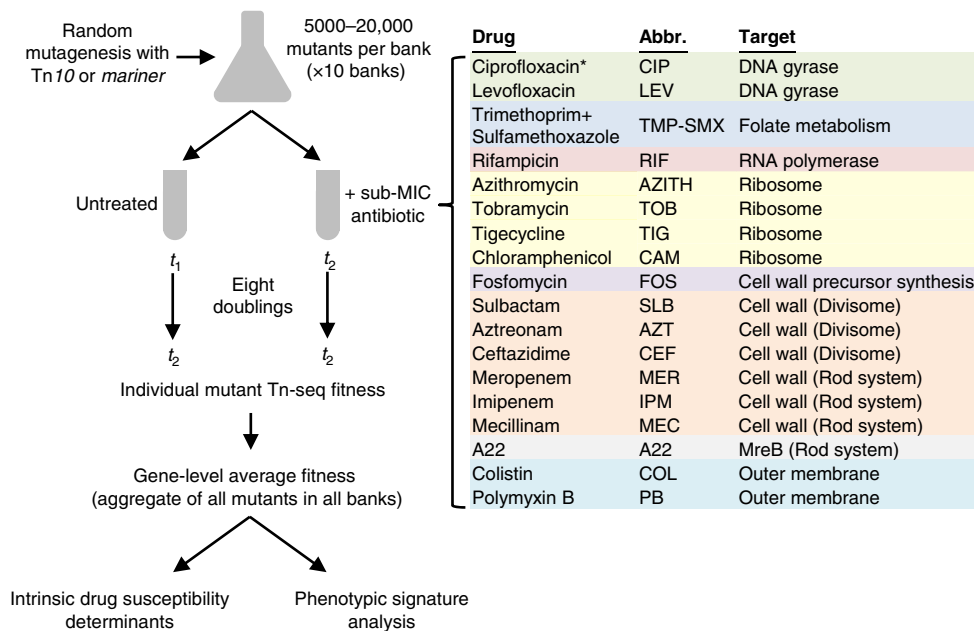 Random
mutagenesis with
Tn10 or mariner
5000–20,000
mutants per bank
(×10 banks)
Untreated
+ sub-MIC
antibiotic
t1
t2
Eight
doublings
t2
t2
Individual mutant Tn-seq fitness
Gene-level average fitness
(aggregate of all mutants in all banks)
Intrinsic drug susceptibility
determinants
Phenotypic signature
analysis
Drug Abbr. Target
Ciprofloxacin* CIP DNA gyrase
Levofloxacin LEV DNA gyrase
Trimethoprim+
Sulfamethoxazole TMP-SMX Folate metabolism
Rifampicin RIF RNA polymerase
Azithromycin AZITH Ribosome
Tobramycin TOB Ribosome
Tigecycline TIG Ribosome
Chloramphenicol CAM Ribosome
Fosfomycin FOS Cell wall precursor synthesis
Sulbactam SLB Cell wall (Divisome)
Aztreonam AZT Cell wall (Divisome)
Ceftazidime CEF Cell wall (Divisome)
Meropenem MER Cell wall (Rod system)
Imipenem IPM Cell wall (Rod system)
Mecillinam MEC Cell wall (Rod system)
A22 A22 MreB (Rod system)
Colistin COL Outer membrane
Polymyxin B PB Outer membrane